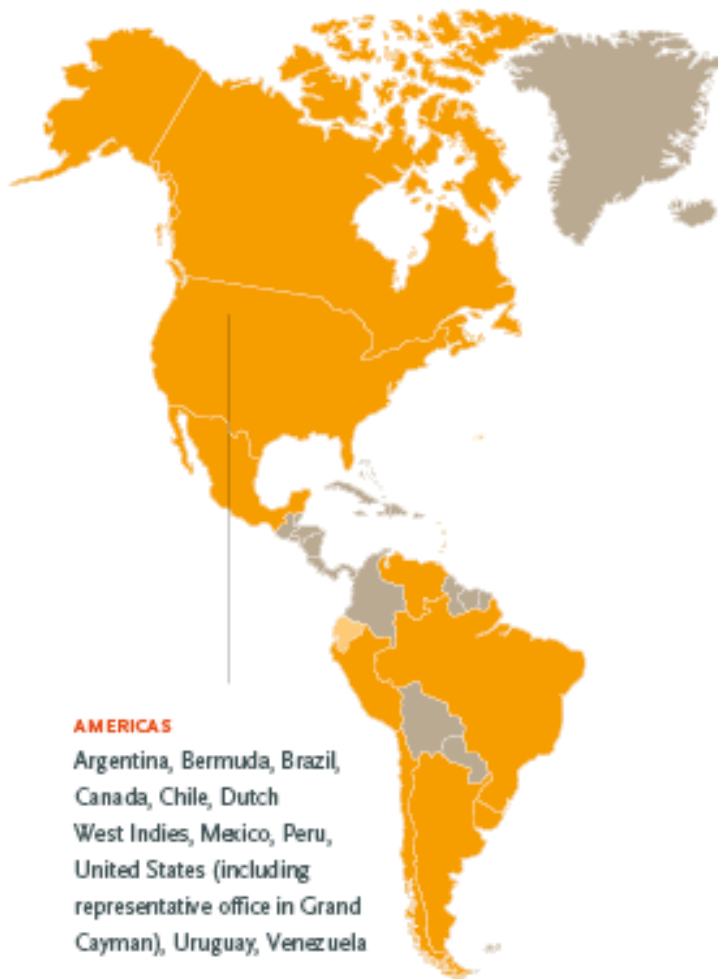 AMERICAS
Argentina, Bermuda, Brazil,
Canada, Chile, Dutch
West Indies, Mexico, Peru,
United States (including
representative office in Grand
Cayman), Uruguay, Venezuela